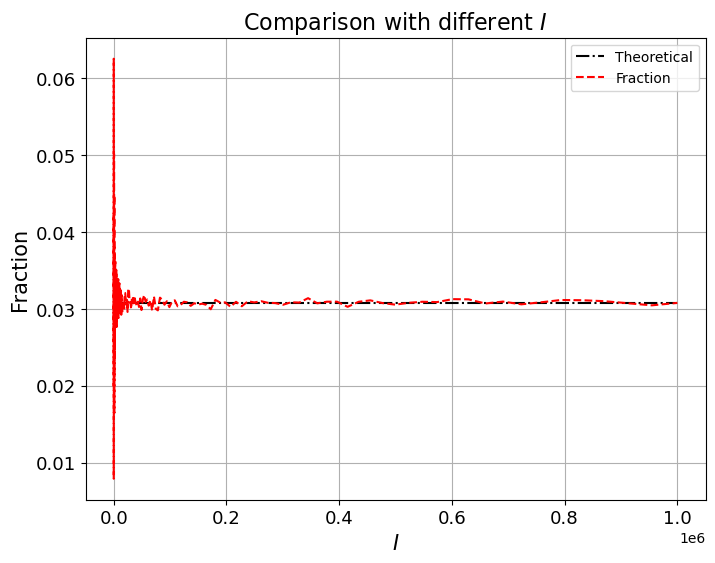 Comparison with different I
Theoretical
Fraction
Fraction
0.06
0.05
0.04
0.03
0.02
0.01
0.0 0.2 0.4 0.6 0.8 1.0
1e6
I